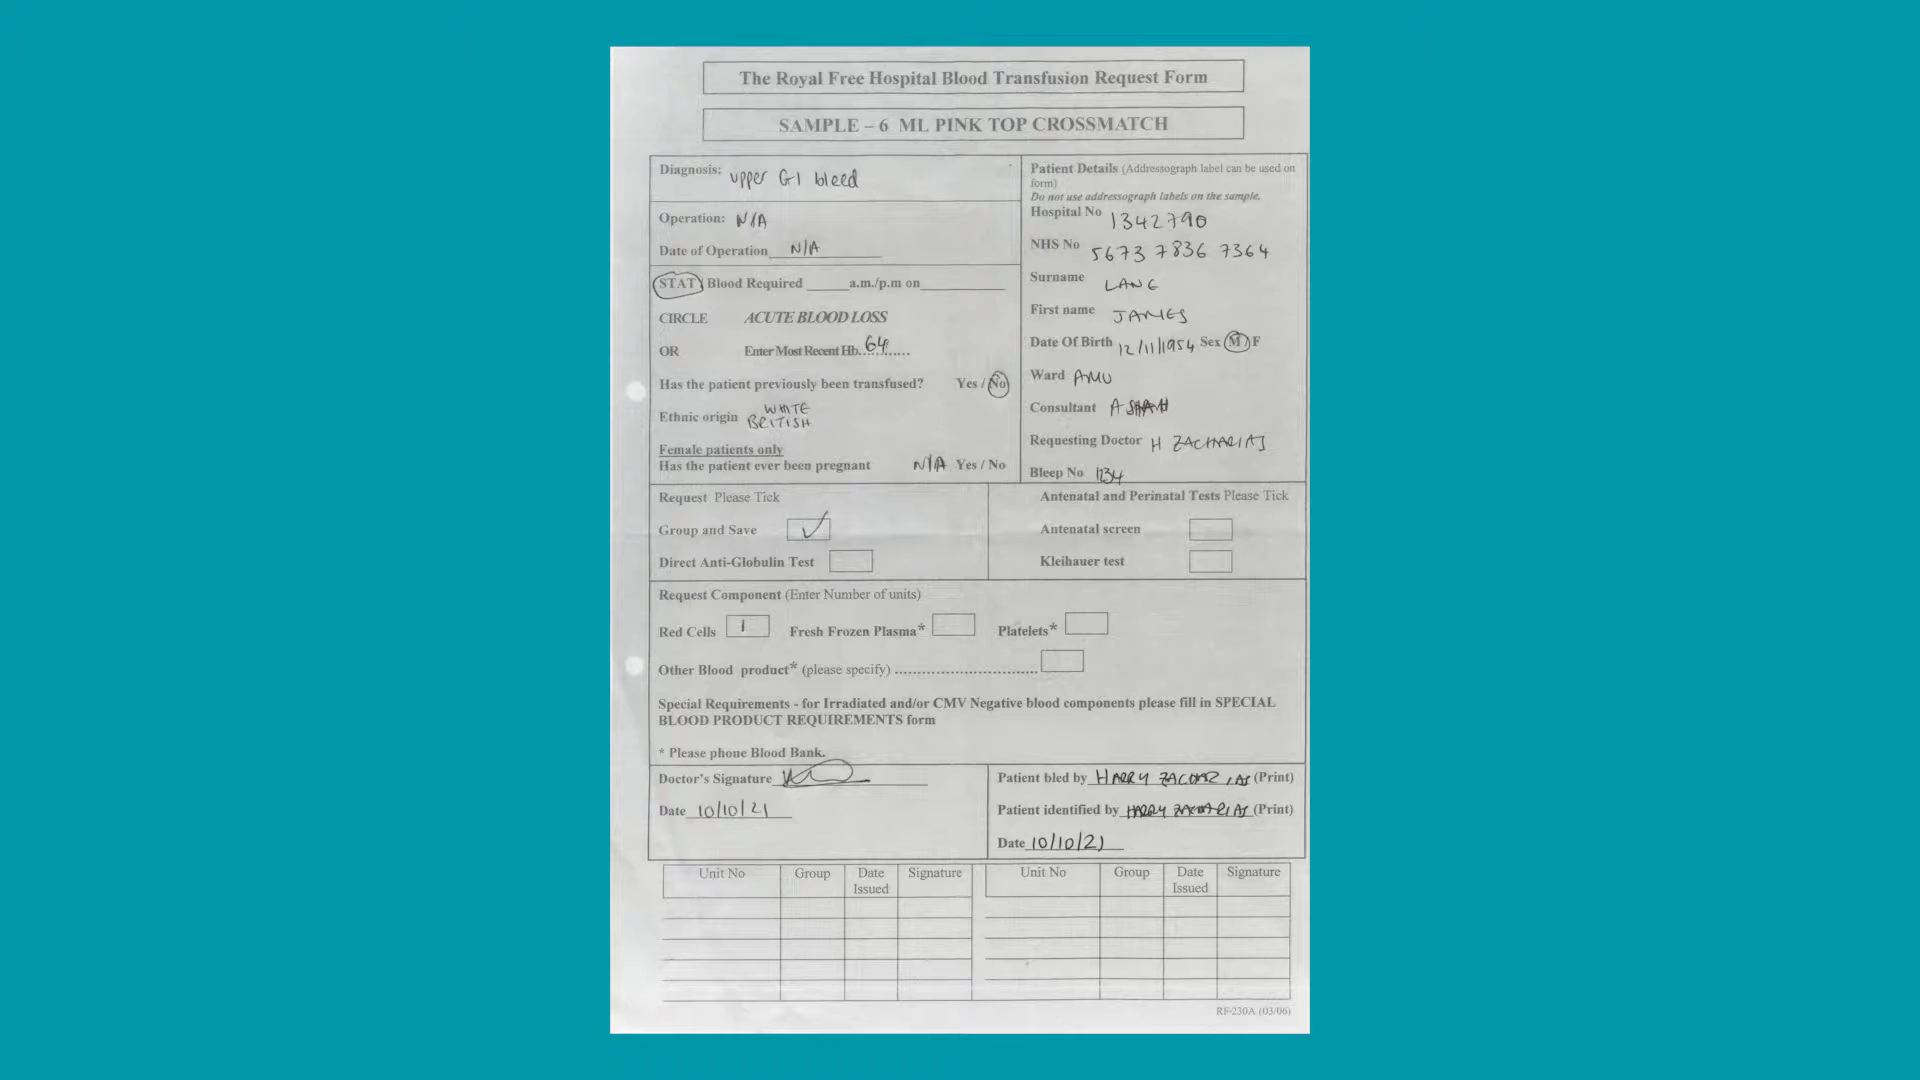 The Royal Free Hospital Blood Transfusion Request Form
SAMPLE – 6 ML PINK TOP CROSSMATCH
Diagnosis: upper GI bleed
Operation: N/A
Date of Operation N/A
STAT Blood Required ______a.m./p.m on____________
CIRCLE ACUTE BLOOD LOSS
OR Enter Most Recent Hb. 64
Has the patient previously been transfused? Yes / No
Ethnic origin WHITE
BRITISH
Female patients only
Has the patient ever been pregnant N/A Yes / No
Patient Details (Addressograph label can be used on
form)
Do not use addressograph labels on the sample.
Hospital No 1342790
NHS No 5673 7836 7364
Surname LANG
First name JAMES
Date Of Birth 12/11/1954 Sex M F
Ward AMU
Consultant A SHAH
Requesting Doctor H ZACHARIAS
Bleep No 1234
Request Please Tick
Group and Save ✓
Direct Anti-Globulin Test
Antenatal and Perinatal Tests Please Tick
Antenatal screen
Kleihauer test
Request Component (Enter Number of units)
Red Cells 1 Fresh Frozen Plasma* Platelets*
Other Blood product* (please specify) ....................................
Special Requirements - for Irradiated and/or CMV Negative blood components please fill in SPECIAL
BLOOD PRODUCT REQUIREMENTS form
* Please phone Blood Bank.
Doctor's Signature
Date 10/10/21
Patient bled by HARRY ZACHARIAS (Print)
Patient identified by HARRY ZACHARIAS (Print)
Date 10/10/21
Unit No Group Date Issued Signature Unit No Group Date Issued Signature
RF-230A (03/06)